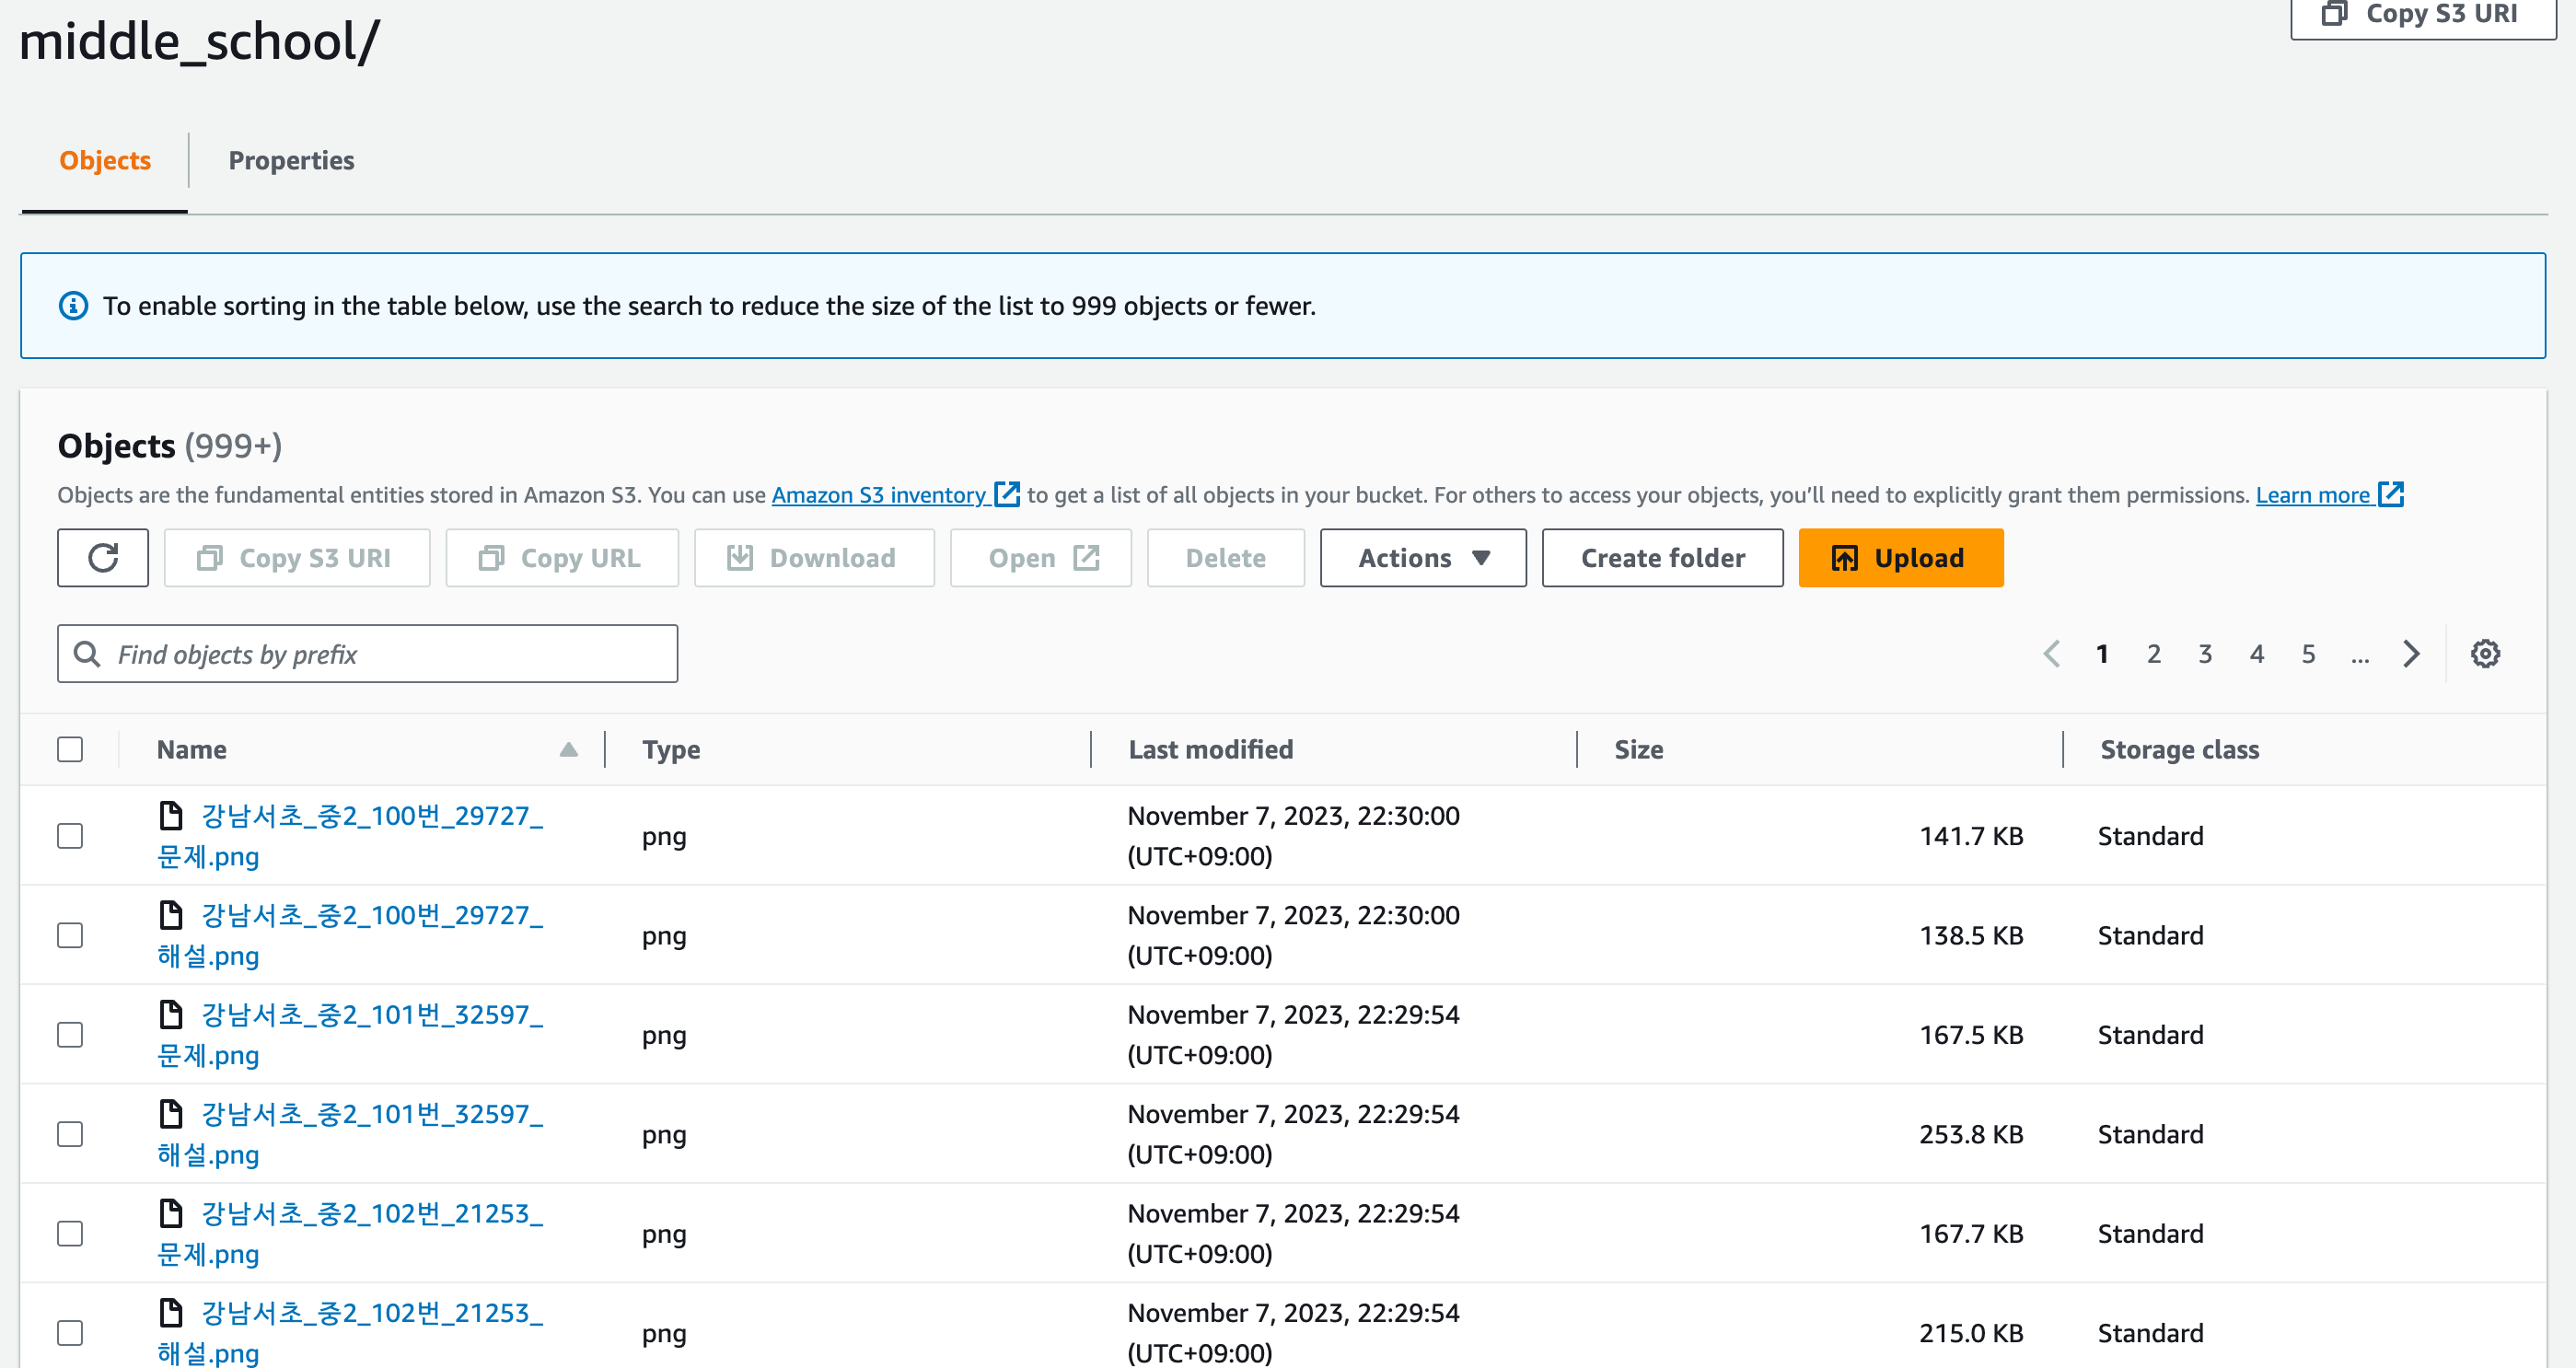 Copy S3 URI
middle_school/
Objects
Properties
To enable sorting in the table below, use the search to reduce the size of the list to 999 objects or fewer.
Objects (999+)
Objects are the fundamental entities stored in Amazon S3. You can use Amazon S3 inventory to get a list of all objects in your bucket. For others to access your objects, you’ll need to explicitly grant them permissions. Learn more
Copy S3 URI
Copy URL
Download
Open
Delete
Actions
Create folder
Upload
Find objects by prefix
1 2 3 4 5 ...
Name Type Last modified Size Storage class
강남서초_중2_100번_29727_
문제.png
png
November 7, 2023, 22:30:00
(UTC+09:00)
141.7 KB
Standard
강남서초_중2_100번_29727_
해설.png
png
November 7, 2023, 22:30:00
(UTC+09:00)
138.5 KB
Standard
강남서초_중2_101번_32597_
문제.png
png
November 7, 2023, 22:29:54
(UTC+09:00)
167.5 KB
Standard
강남서초_중2_101번_32597_
해설.png
png
November 7, 2023, 22:29:54
(UTC+09:00)
253.8 KB
Standard
강남서초_중2_102번_21253_
문제.png
png
November 7, 2023, 22:29:54
(UTC+09:00)
167.7 KB
Standard
강남서초_중2_102번_21253_
해설.png
png
November 7, 2023, 22:29:54
(UTC+09:00)
215.0 KB
Standard